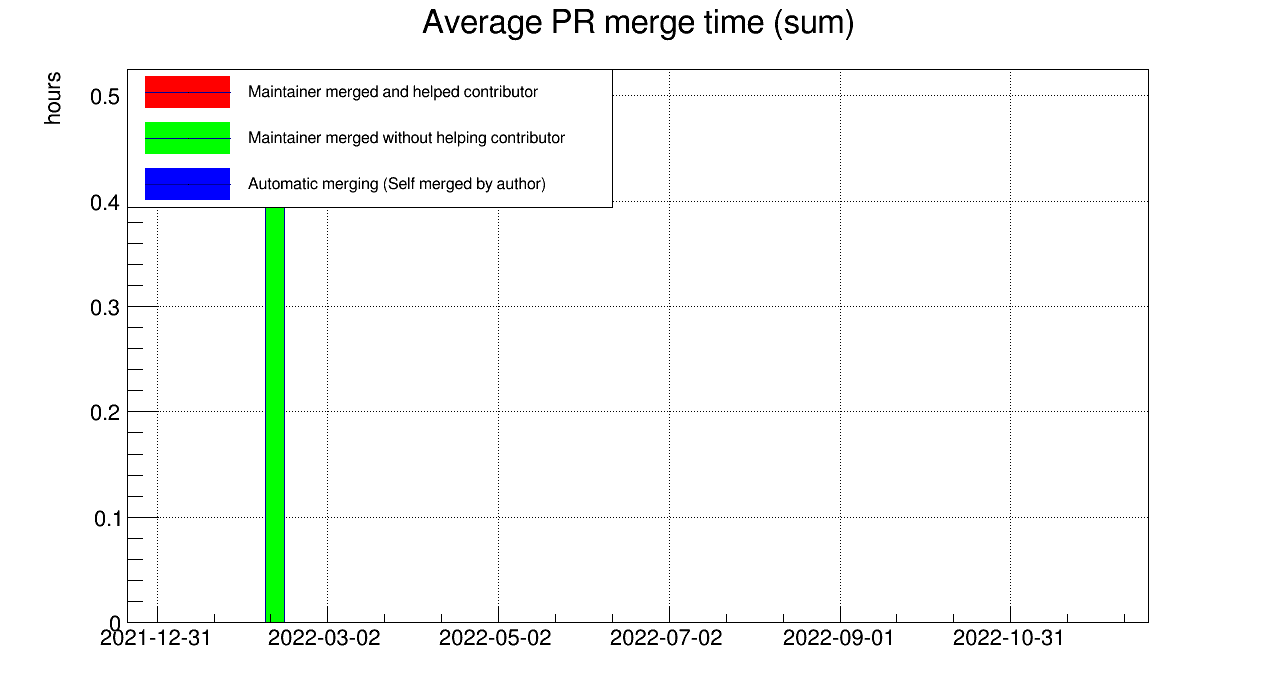 Average PR merge time (sum)
hours
Maintainer merged and helped contributor
Maintainer merged without helping contributor
Automatic merging (Self merged by author)
0.5
0.4
0.3
0.2
0.1
0
2021-12-31 2022-03-02 2022-05-02 2022-07-02 2022-09-01 2022-10-31